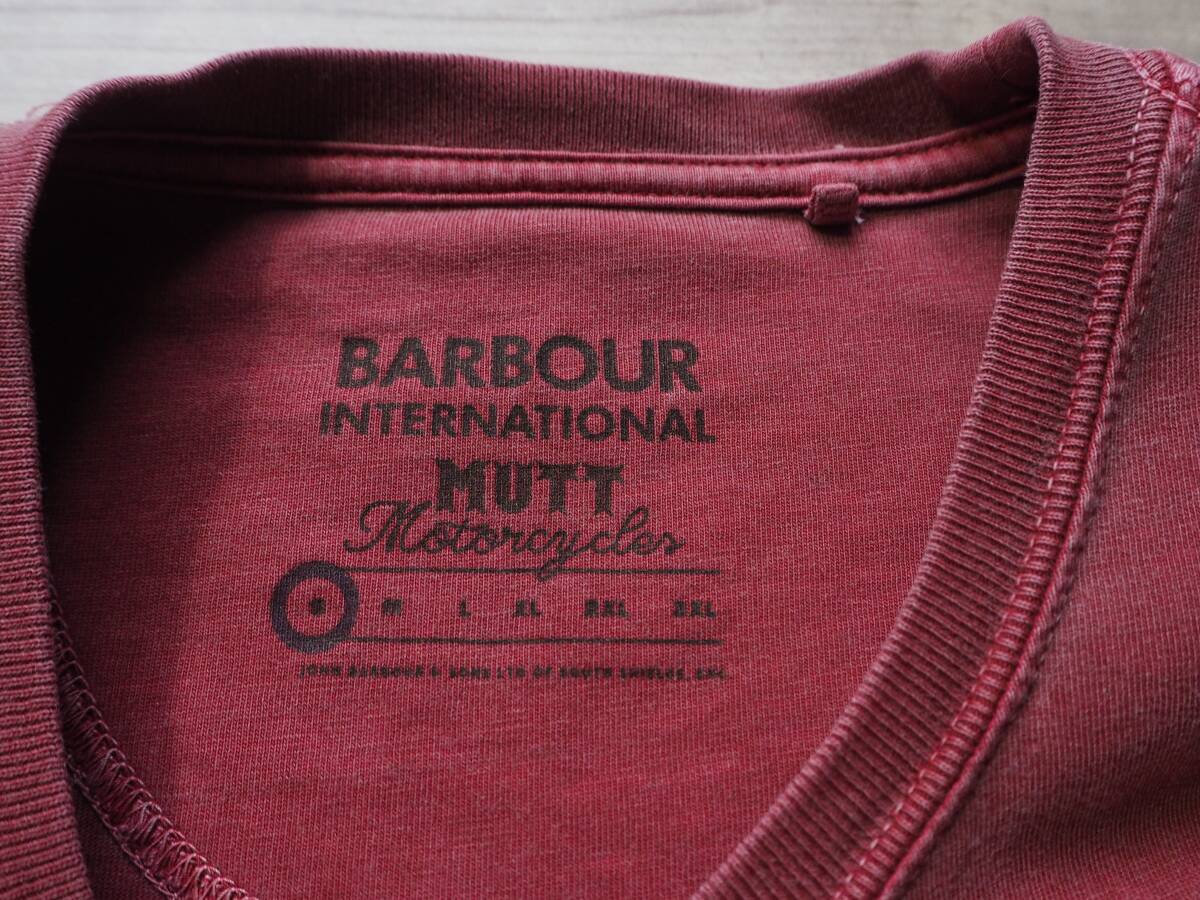 BARBOUR
INTERNATIONAL
MUTT
Motorcycles
S M L XL 2XL 3XL
JOHN BARBOUR & SONS LTD OF SOUTH SHIELDS, ENG.